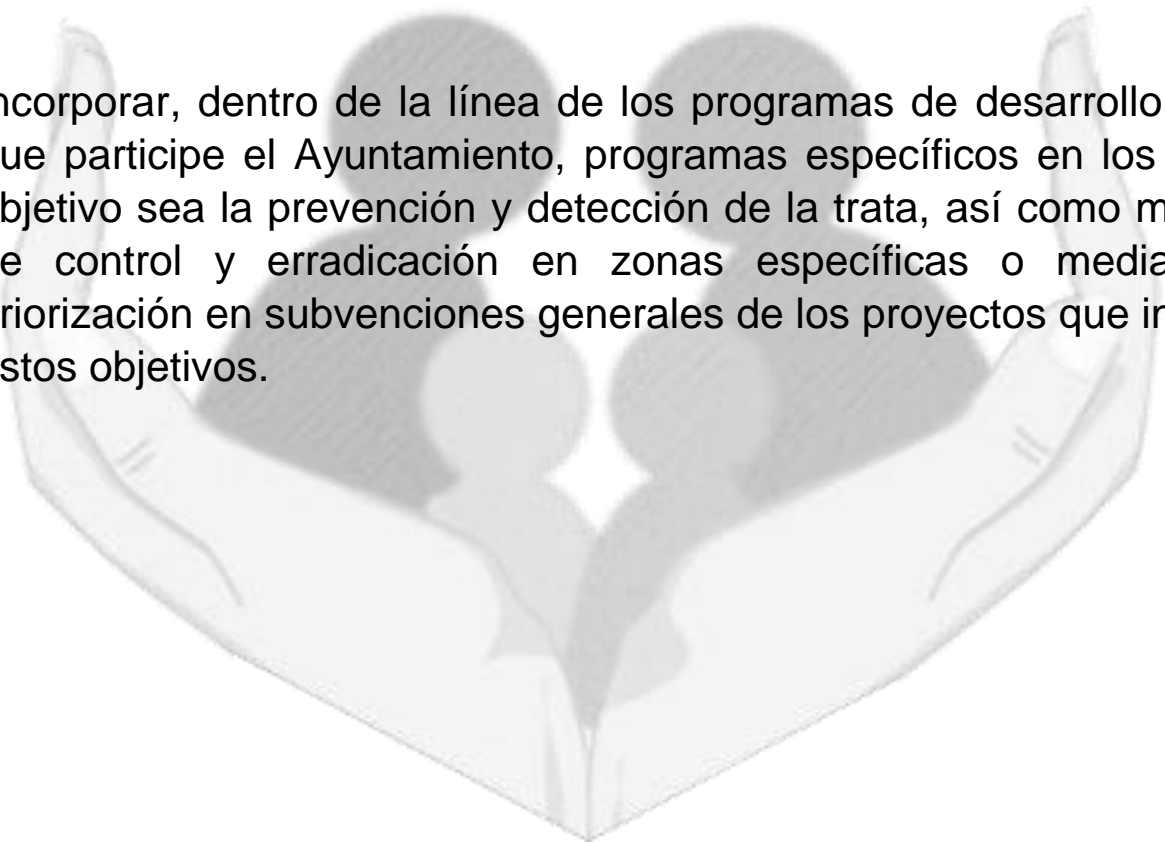 ncorporar, dentro de la línea de los programas de desarrollo
ue participe el Ayuntamiento, programas específicos en los
bjetivo sea la prevención y detección de la trata, así como m
e control y erradicación en zonas específicas o media
riorización en subvenciones generales de los proyectos que in
stos objetivos.